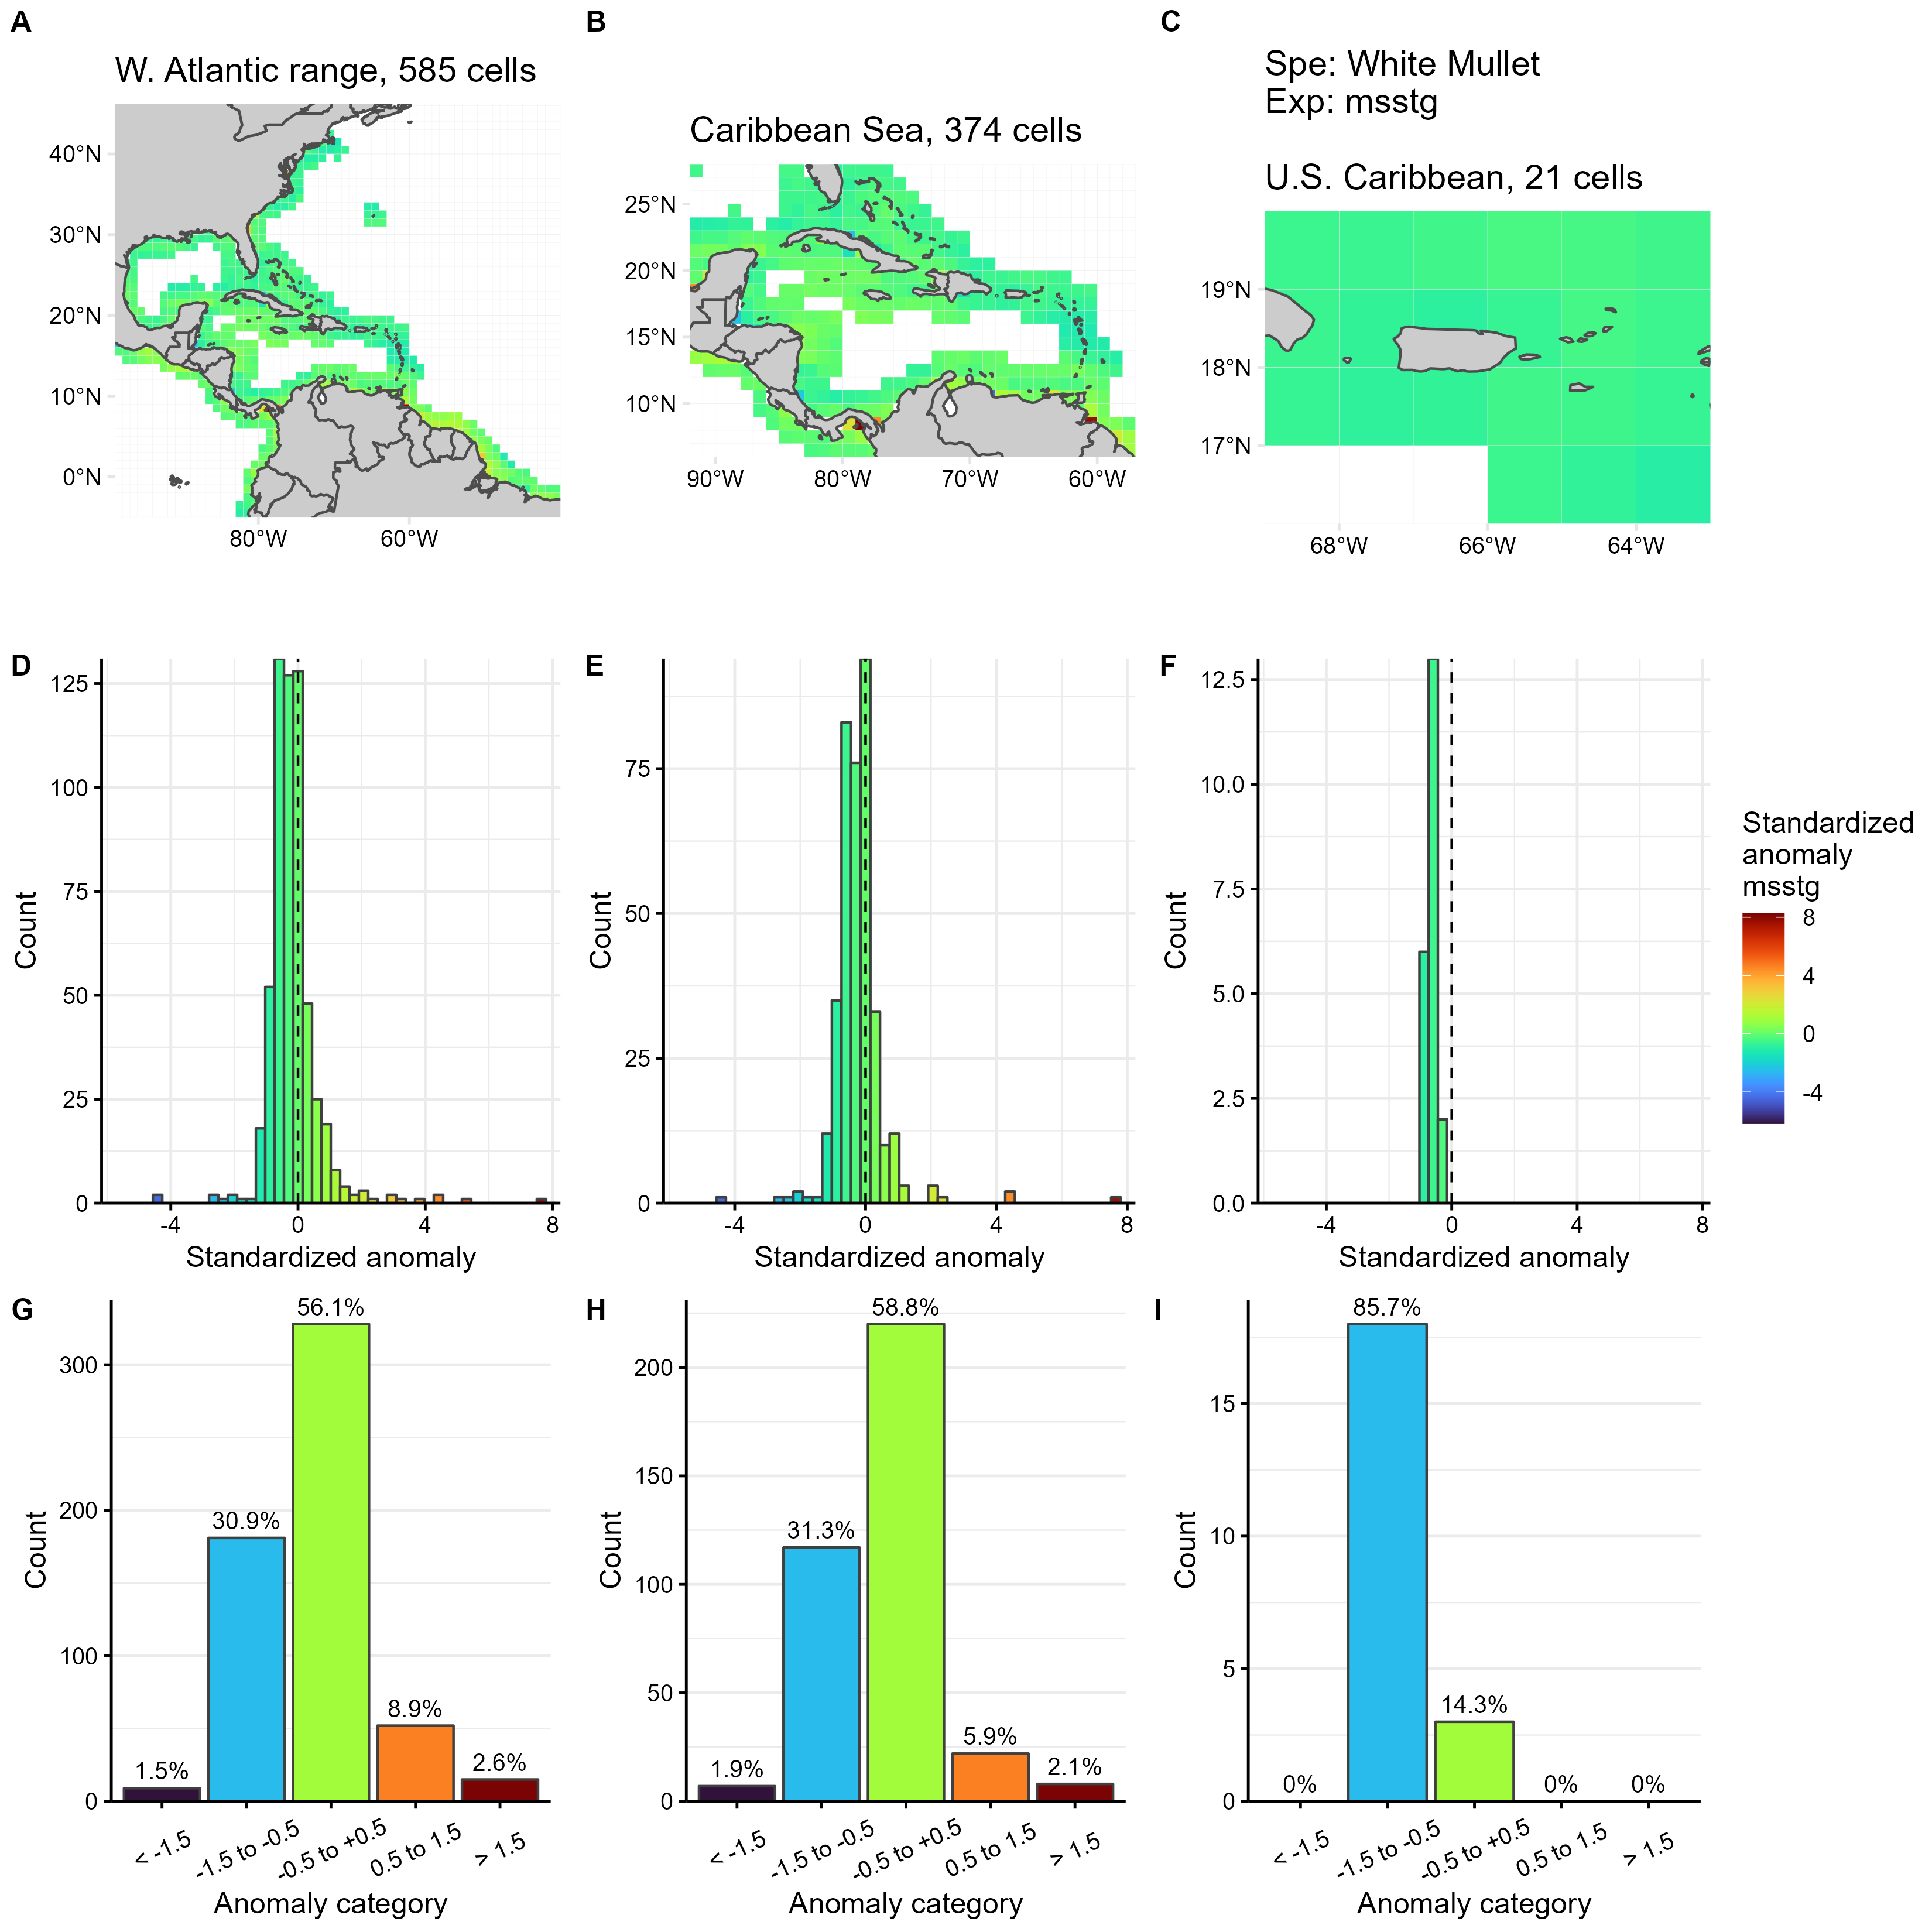 A
B
C
W. Atlantic range, 585 cells
Caribbean Sea, 374 cells
Spe: White Mullet
Exp: msstg
U.S. Caribbean, 21 cells
40°N
30°N
20°N
10°N
0°N
80°W
60°W
25°N
20°N
15°N
10°N
90°W
80°W
70°W
60°W
19°N
18°N
17°N
68°W
66°W
64°W
D
125
100
75
50
25
0
Count
-4
0
4
8
Standardized anomaly
E
75
50
25
0
Count
-4
0
4
8
Standardized anomaly
F
12.5
10.0
7.5
5.0
2.5
0.0
Count
-4
0
4
8
Standardized anomaly
Standardized
anomaly
msstg
8
4
0
-4
G
300
200
100
0
Count
1.5%
30.9%
56.1%
8.9%
2.6%
< -1.5
-1.5 to -0.5
-0.5 to +0.5
0.5 to 1.5
> 1.5
Anomaly category
H
200
150
100
50
0
Count
1.9%
31.3%
58.8%
5.9%
2.1%
< -1.5
-1.5 to -0.5
-0.5 to +0.5
0.5 to 1.5
> 1.5
Anomaly category
I
15
10
5
0
Count
0%
85.7%
14.3%
0%
0%
< -1.5
-1.5 to -0.5
-0.5 to +0.5
0.5 to 1.5
> 1.5
Anomaly category